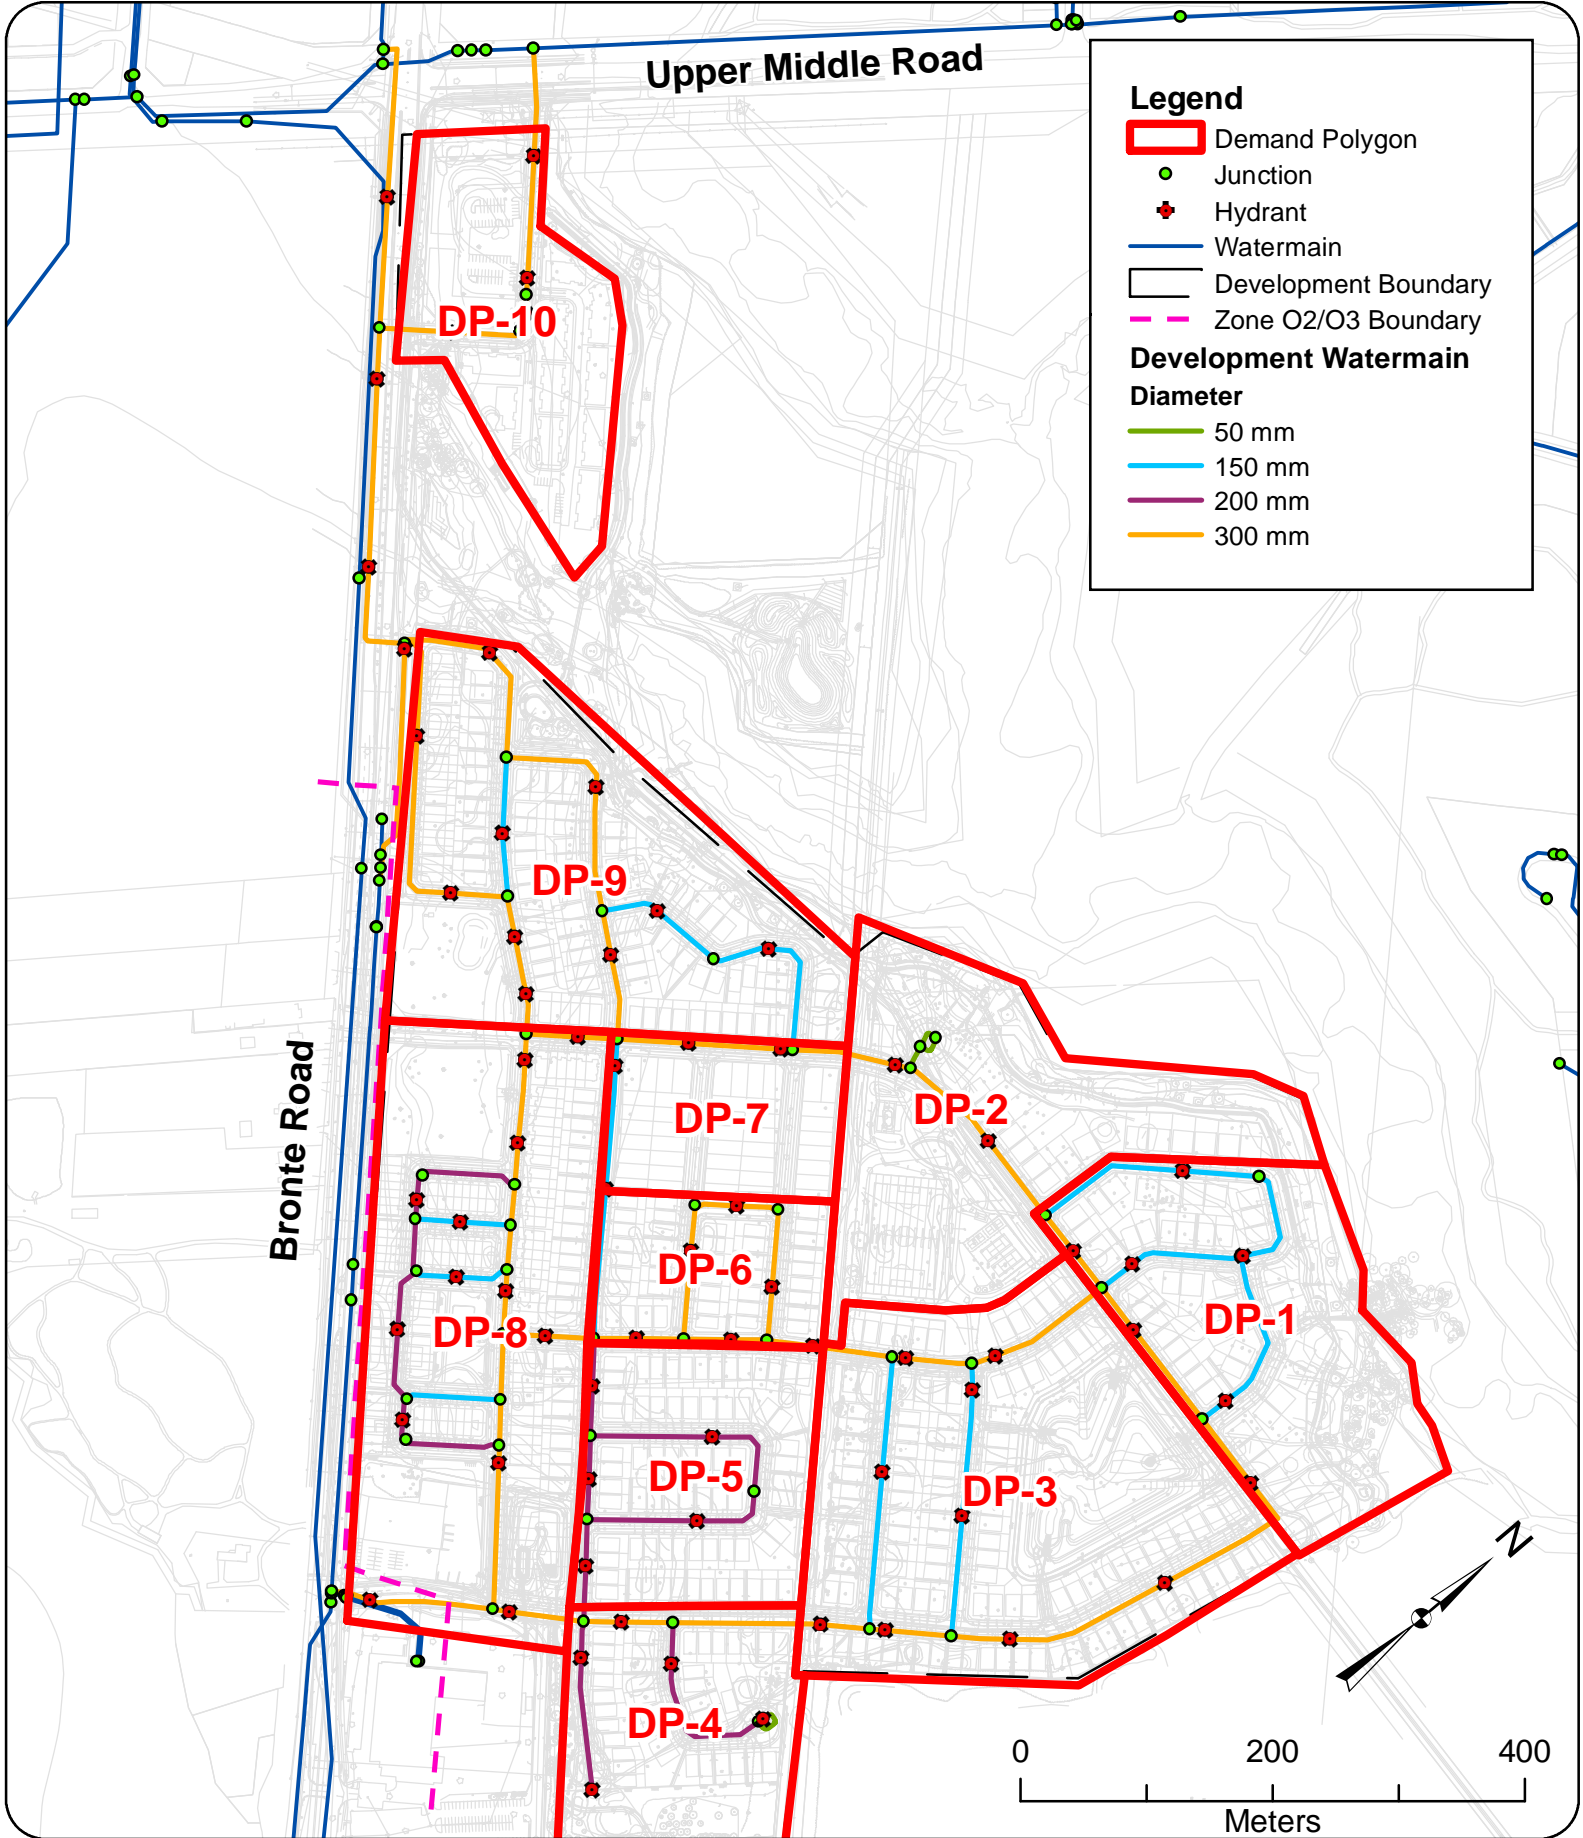 Upper Middle Road
Legend
Demand Polygon
Junction
Hydrant
Watermain
Development Boundary
Zone O2/O3 Boundary
Development Watermain
Diameter
50 mm
150 mm
200 mm
300 mm
DP-10
DP-9
DP-7
DP-2
DP-6
DP-8
DP-1
DP-5
DP-3
DP-4
Bronte Road
N
0 200 400
Meters